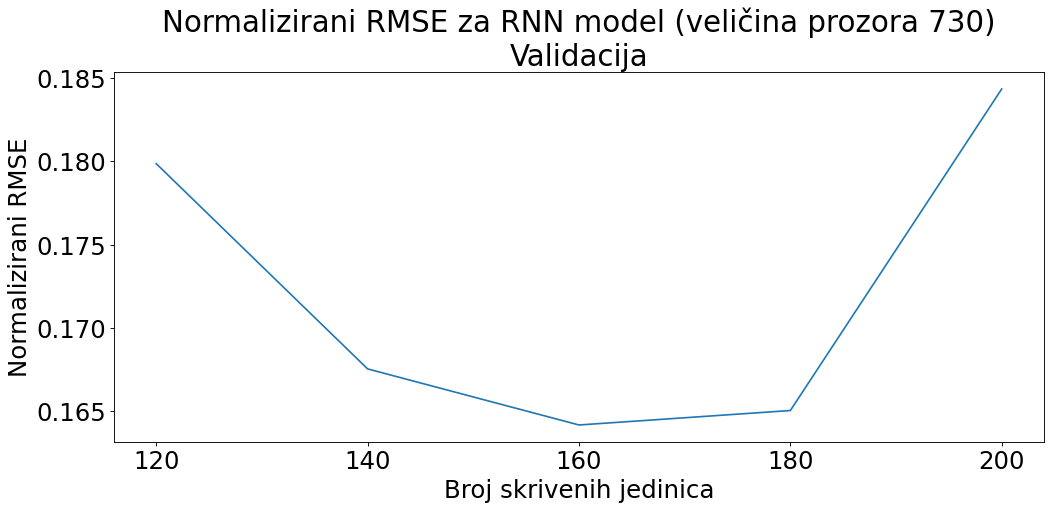 Normalizirani RMSE za RNN model (veličina prozora 730)
Validacija
Normalizirani RMSE
0.185
0.180
0.175
0.170
0.165
120 140 160 180 200
Broj skrivenih jedinica